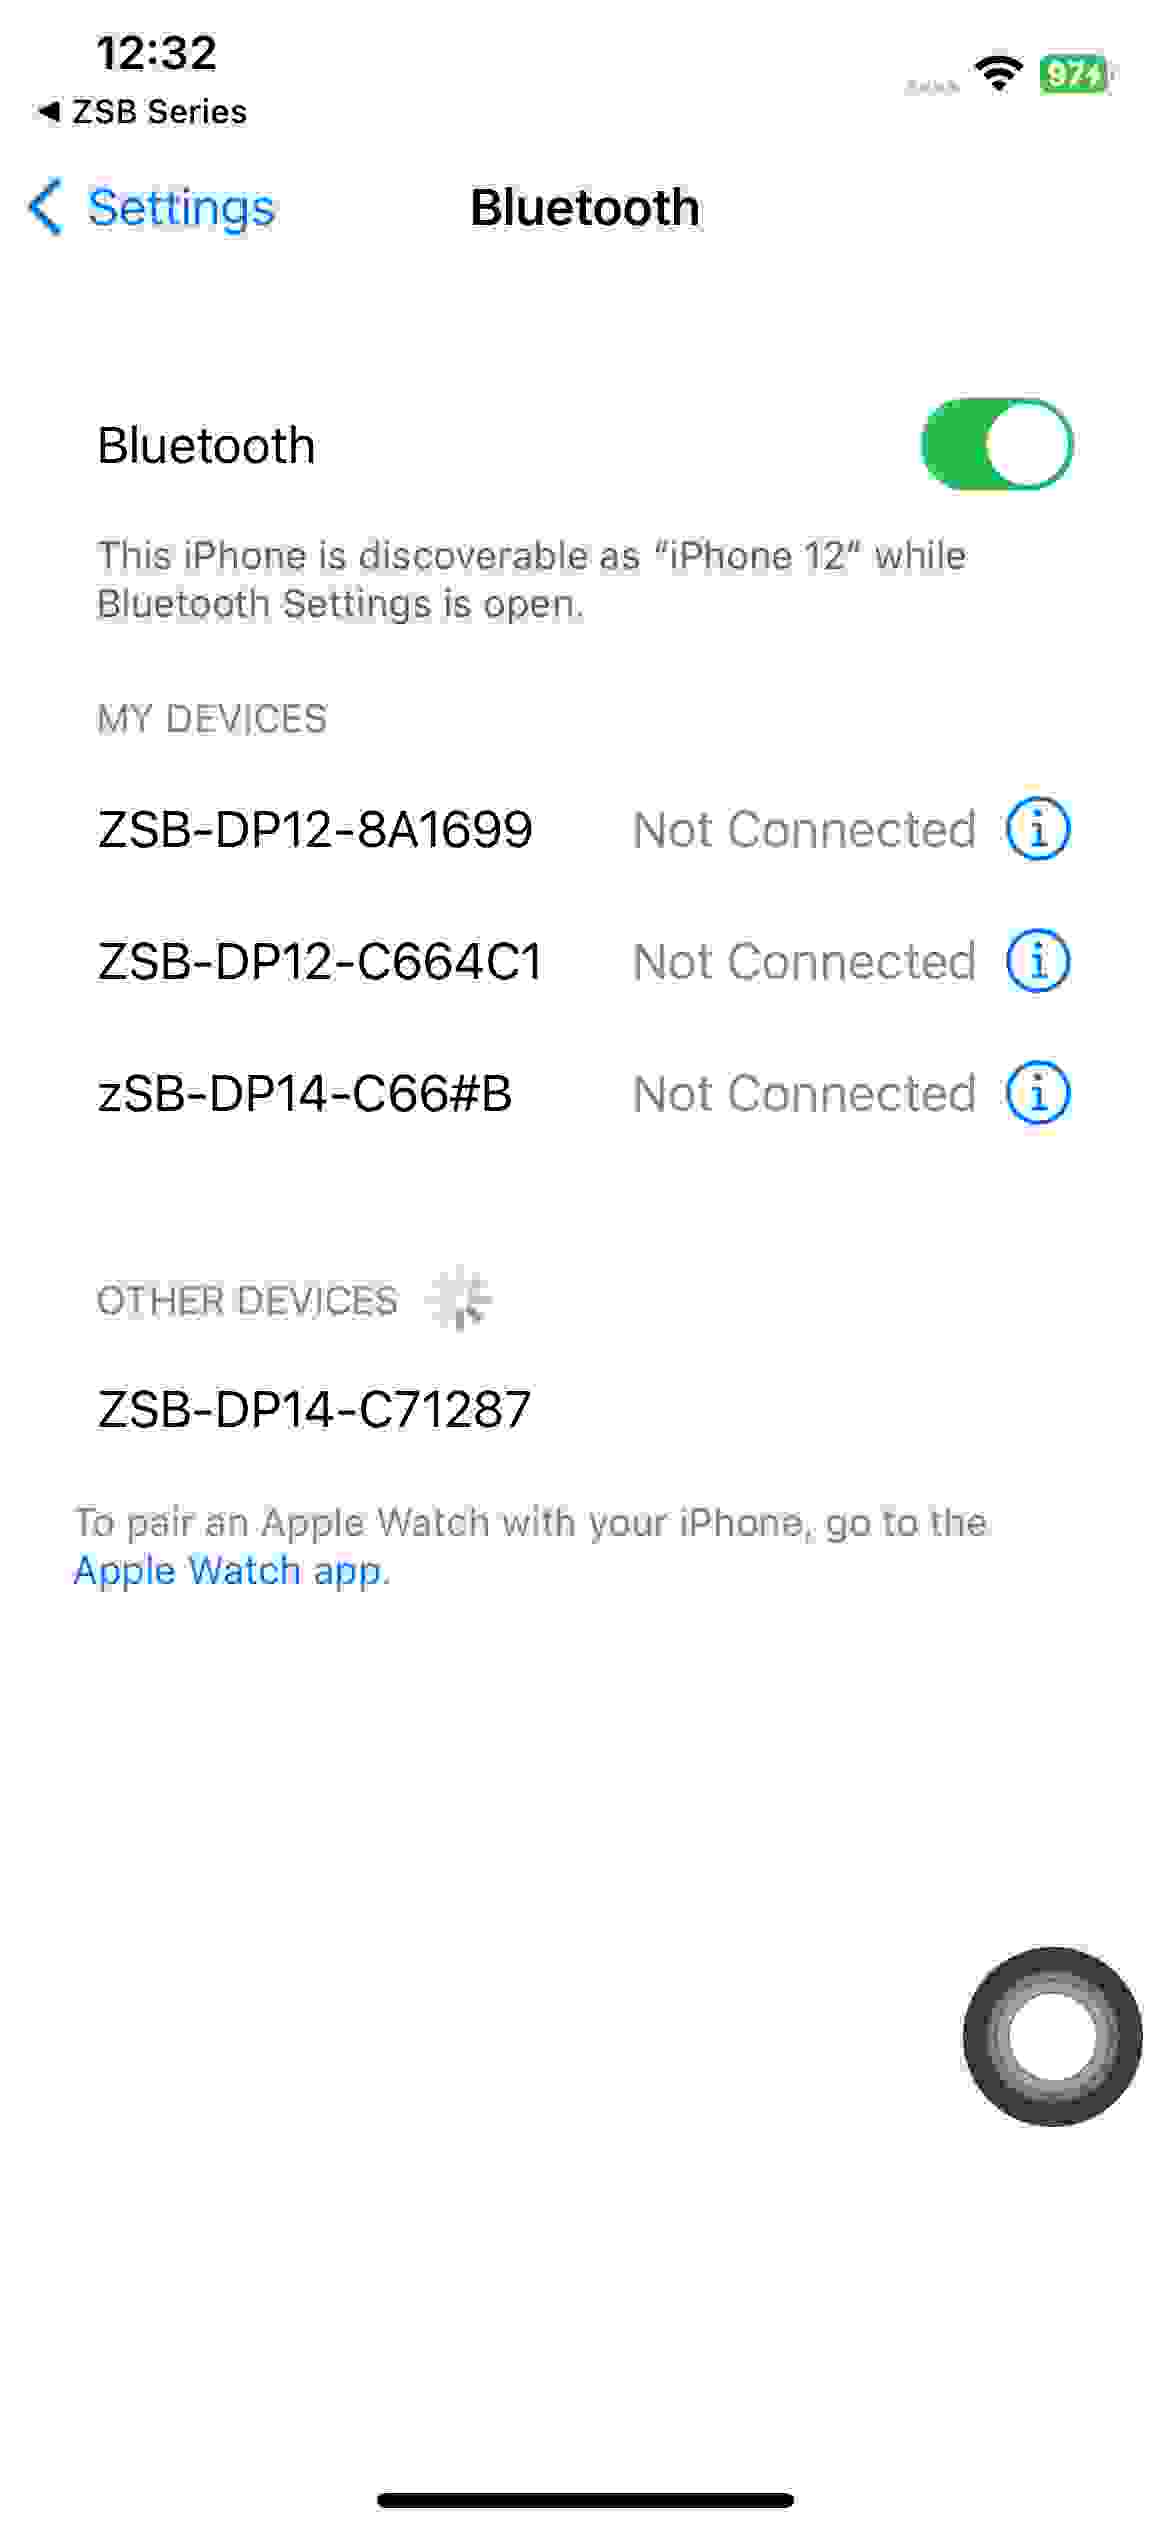 12:32
97
◀ ZSB Series
Settings
Bluetooth
Bluetooth
This iPhone is discoverable as “iPhone 12” while
Bluetooth Settings is open.
MY DEVICES
ZSB-DP12-8A1699 Not Connected
ZSB-DP12-C664C1 Not Connected
zSB-DP14-C66#B Not Connected
OTHER DEVICES
ZSB-DP14-C71287
To pair an Apple Watch with your iPhone, go to the
Apple Watch app.